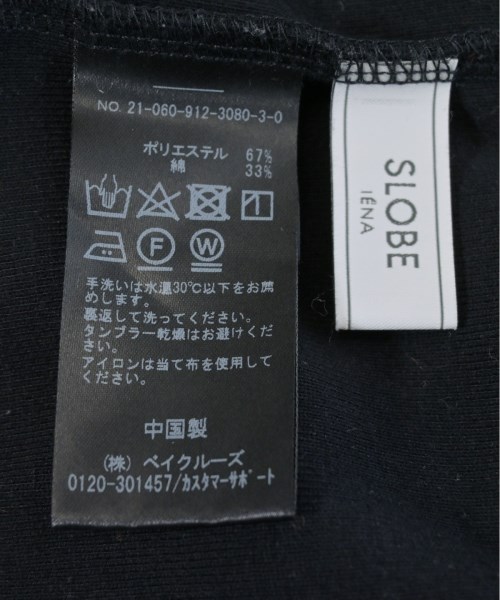 NO. 21-060-912-3080-3-0
ポリエステル 67%
綿 33%
F W
手洗いは水温30℃以下をお薦
めします。
裏返して洗ってください。
タンブラー乾燥はお避けくださ
い。
アイロンは当て布を使用して
ください。
中国製
(株) ベイクルーズ
0120-301457/ｶｽﾀﾏｰｻﾎﾟｰﾄ
SLOBE
IÉNA